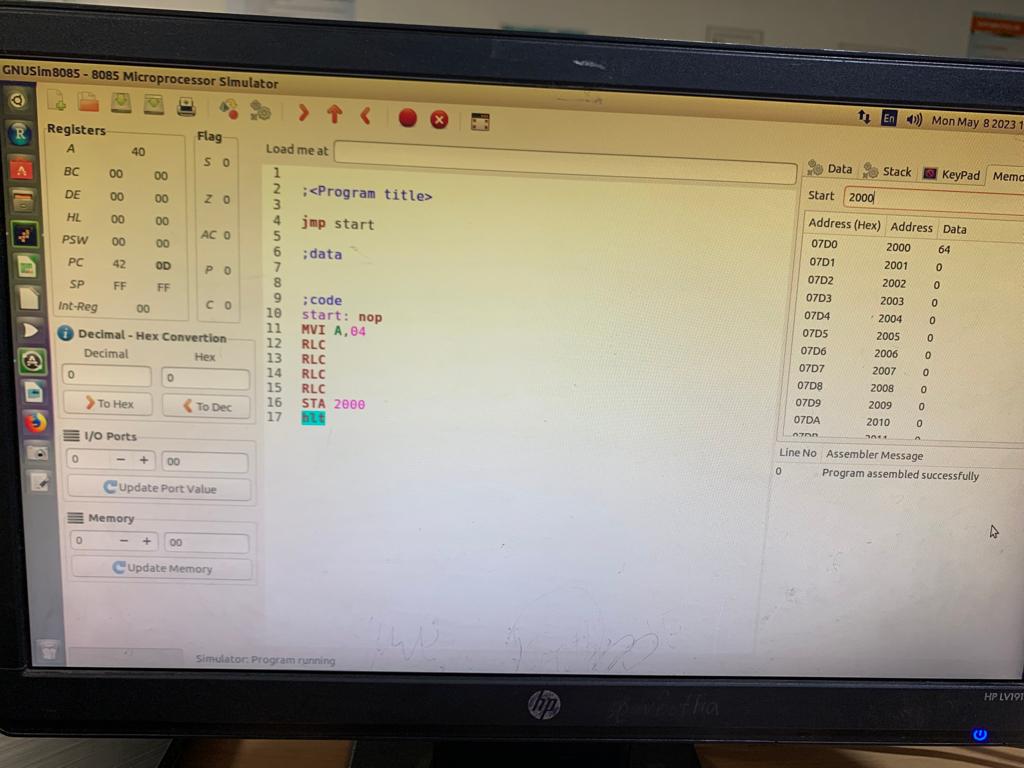 GNUSim8085 - 8085 Microprocessor Simulator
En Mon May 8 2023 1
Registers
A 40
BC 00 00
DE 00 00
HL 00 00
PSW 00 00
PC 42 0D
SP FF FF
Int-Reg 00
Flag
S 0
Z 0
AC 0
P 0
C 0
Decimal - Hex Convertion
Decimal Hex
0 0
To Hex To Dec
I/O Ports
0 - + 00
Update Port Value
Memory
0 - + 00
Update Memory
Load me at
1
2 ;<Program title>
3
4 jmp start
5
6 ;data
7
8
9 ;code
10 start: nop
11 MVI A,04
12 RLC
13 RLC
14 RLC
15 RLC
16 STA 2000
17 hlt
Data Stack KeyPad Memo
Start 2000
Address (Hex) Address Data
07D0 2000 64
07D1 2001 0
07D2 2002 0
07D3 2003 0
07D4 2004 0
07D5 2005 0
07D6 2006 0
07D7 2007 0
07D8 2008 0
07D9 2009 0
07DA 2010 0
Line No Assembler Message
0 Program assembled successfully
Simulator: Program running
hp
HP LV191